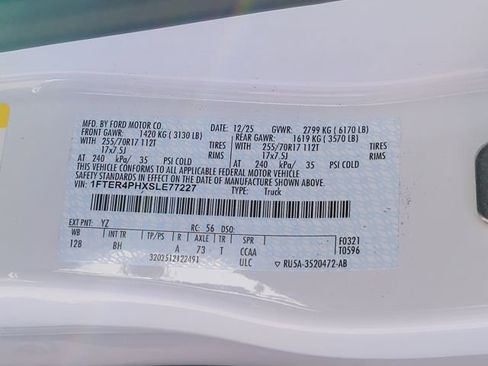 MFD. BY FORD MOTOR CO. DATE: 12/25 GVWR: 2799 KG (6170 LB)
FRONT GAWR: 1420 KG (3130 LB) REAR GAWR: 1619 KG (3570 LB)
WITH 255/70R17 112T TIRES WITH 255/70R17 112T TIRES
17x7.5J RIMS 17x7.5J RIMS
AT 240 kPa/ 35 PSI COLD AT 240 kPa/ 35 PSI COLD
THIS VEHICLE CONFORMS TO ALL APPLICABLE FEDERAL MOTOR VEHICLE
SAFETY STANDARDS IN EFFECT ON THE DATE OF MANUFACTURE SHOWN ABOVE.
VIN: 1FTER4PHXSLE77227 TYPE: Truck
EXT PNT: YZ RC: 56 DSO:
WB INT TR TP/PS R AXLE TR SPR F0321
128 BH A 73 T CCAA T0596
3202512122491 ULC ▽ RU5A-3520472-AB